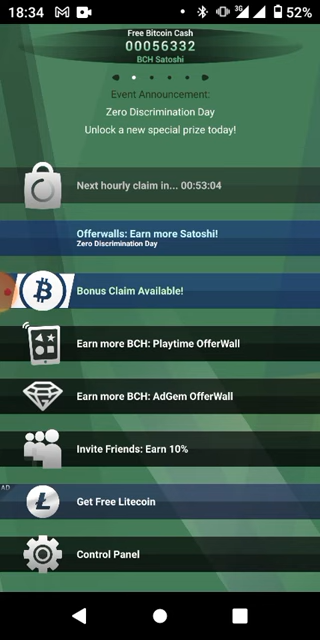 18:34
3G
52%
Free Bitcoin Cash
00056332
BCH Satoshi
Event Announcement:
Zero Discrimination Day
Unlock a new special prize today!
Next hourly claim in... 00:53:04
Offerwalls: Earn more Satoshi!
Zero Discrimination Day
Bonus Claim Available!
Earn more BCH: Playtime OfferWall
Earn more BCH: AdGem OfferWall
Invite Friends: Earn 10%
AD
Get Free Litecoin
Control Panel